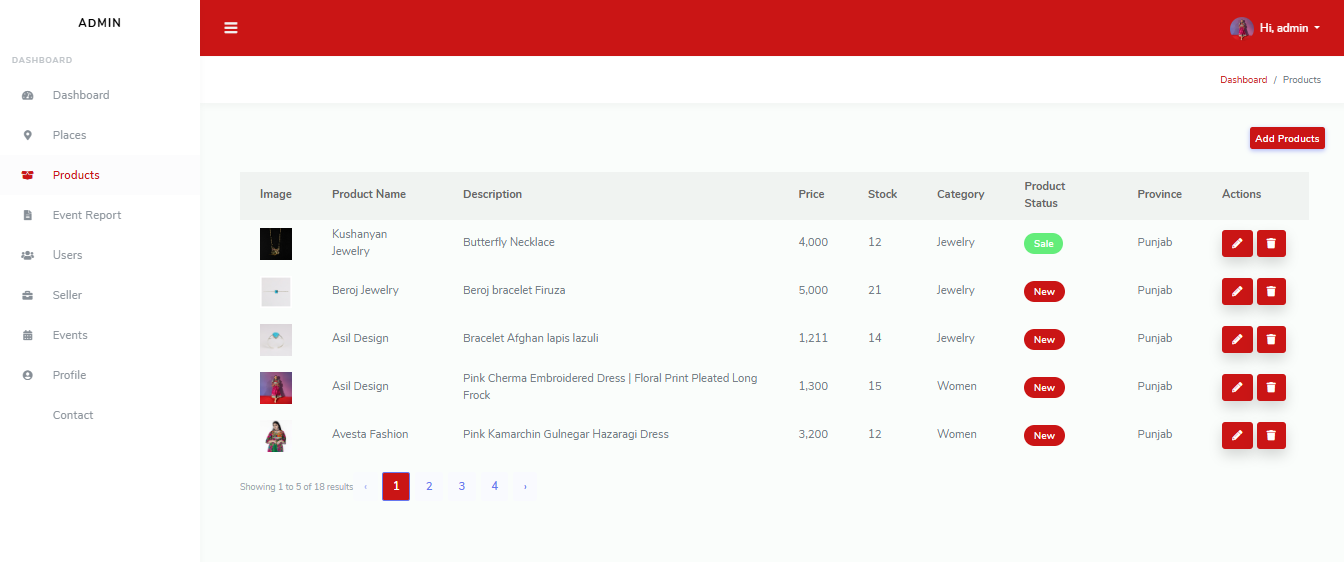 ADMIN
Hi, admin
DASHBOARD
Dashboard / Products
Dashboard
Places
Products
Event Report
Users
Seller
Events
Profile
Contact
Add Products
Image Product Name Description Price Stock Category Product Status Province Actions
Kushanyan Jewelry Butterfly Necklace 4,000 12 Jewelry Sale Punjab
Beroj Jewelry Beroj bracelet Firuza 5,000 21 Jewelry New Punjab
Asil Design Bracelet Afghan lapis lazuli 1,211 14 Jewelry New Punjab
Asil Design Pink Cherma Embroidered Dress | Floral Print Pleated Long Frock 1,300 15 Women New Punjab
Avesta Fashion Pink Kamarchin Gulnegar Hazaragi Dress 3,200 12 Women New Punjab
Showing 1 to 5 of 18 results ‹ 1 2 3 4 ›